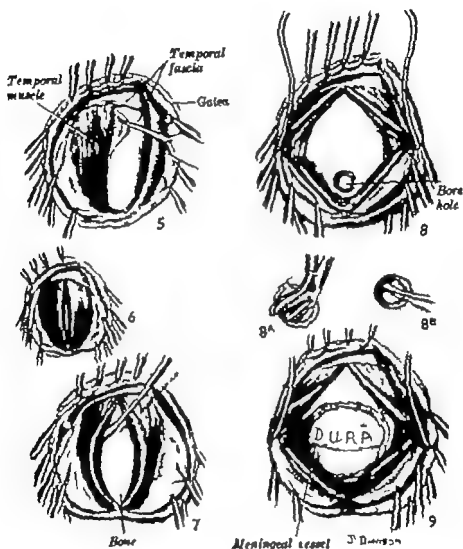 Temporal
fascia
Temporal
muscle
Galea
5
8
Bore
hole
6
8A
8B
DURA
7
9
Bone
Meningeal vessel